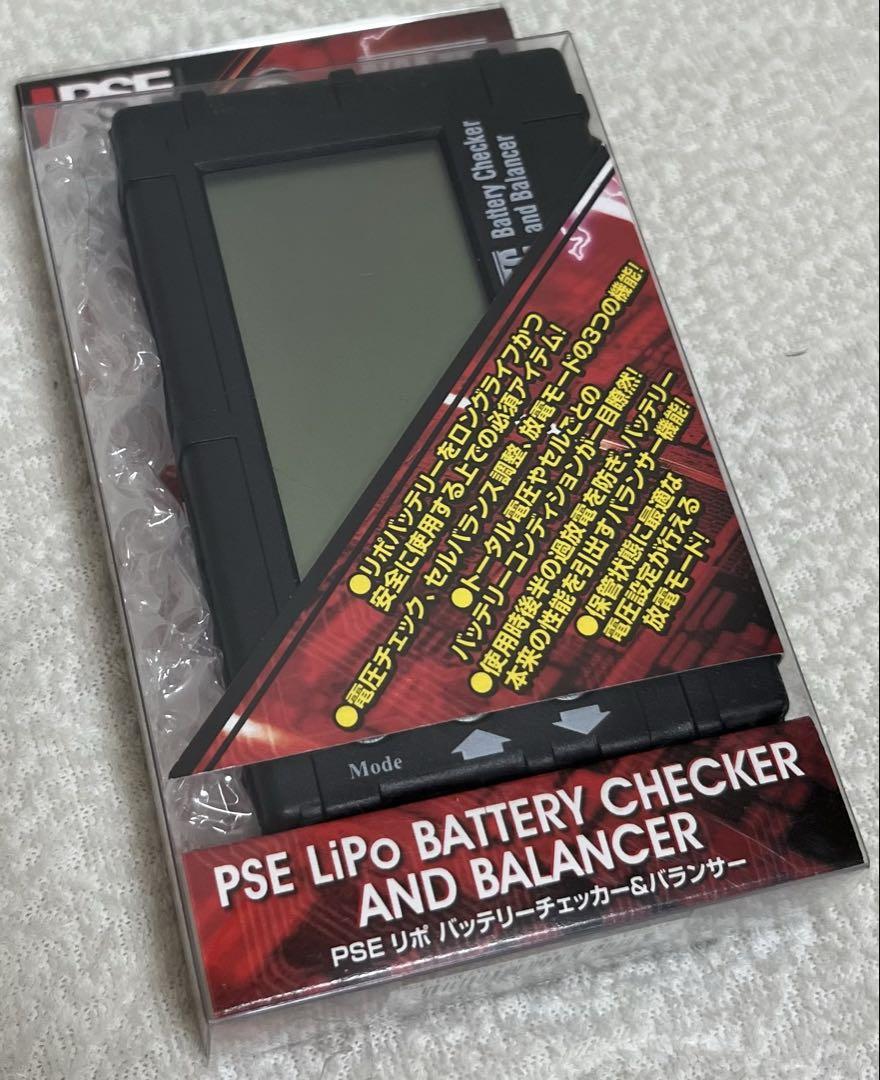 PSE
Battery Checker
and Balancer
●リポバッテリーをロングライフかつ
安全に使用する上での必須アイテム!
●電圧チェック、セルバランス調整、放電モードの3つの機能!
●トータル電圧やセルごとの
バッテリーコンディションが一目瞭然!
●使用時後半の過放電を防ぎ、バッテリー
本来の性能を引出すバランサー機能!
●保管状態に最適な
電圧設定が行える
放電モード!
Mode
PSE LiPo BATTERY CHECKER
AND BALANCER
PSE リポ バッテリーチェッカー&バランサー